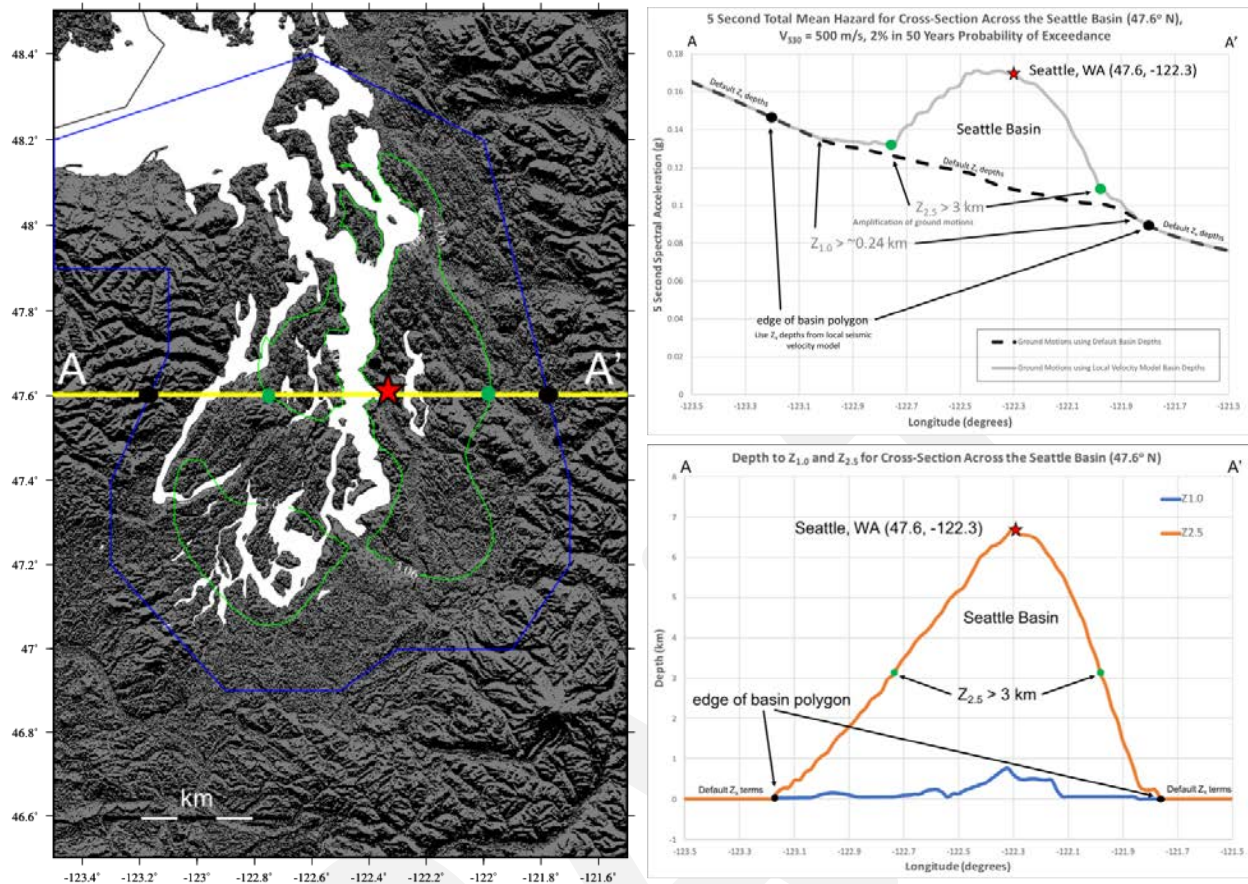 48.4˚
48.2˚
48˚
47.8˚
47.6˚
47.4˚
47.2˚
47˚
46.8˚
46.6˚
A
A'
3.06
km
-123.4˚ -123.2˚ -123˚ -122.8˚ -122.6˚ -122.4˚ -122.2˚ -122˚ -121.8˚ -121.6˚
5 Second Total Mean Hazard for Cross-Section Across the Seattle Basin (47.6° N),
VS30 = 500 m/s, 2% in 50 Years Probability of Exceedance
A
A'
0.18
0.16
0.14
0.12
0.1
0.08
0.06
0.04
0.02
0
5 Second Spectral Acceleration (g)
Default Zx depths
Seattle, WA (47.6, -122.3)
Seattle Basin
Default Zx depths
Z2.5 > 3 km
Amplification of ground motions
Z1.0 > ~0.24 km
Default Zx depths
edge of basin polygon
Use Zx depths from local seismic
velocity model
Ground Motions using Default Basin Depths
Ground Motions using Local Velocity Model Basin Depths
-123.5 -123.3 -123.1 -122.9 -122.7 -122.5 -122.3 -122.1 -121.9 -121.7 -121.5
Longitude (degrees)
Depth to Z1.0 and Z2.5 for Cross-Section Across the Seattle Basin (47.6° N)
A
A'
8
7
6
5
4
3
2
1
0
-1
Depth (km)
Z1.0
Z2.5
Seattle, WA (47.6, -122.3)
Seattle Basin
Z2.5 > 3 km
edge of basin polygon
Default Zx terms
Default Zx terms
-123.5 -123.3 -123.1 -122.9 -122.7 -122.5 -122.3 -122.1 -121.9 -121.7 -121.5
Longitude (degrees)